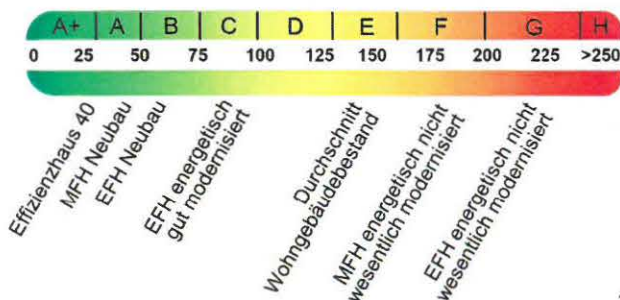 A+ A B C D E F G H
0 25 50 75 100 125 150 175 200 225 >250
Effizienzhaus 40
MFH Neubau
EFH Neubau
EFH energetisch
gut modernisiert
Durchschnitt
Wohngebäudebestand
MFH energetisch nicht
wesentlich modernisiert
EFH energetisch nicht
wesentlich modernisiert